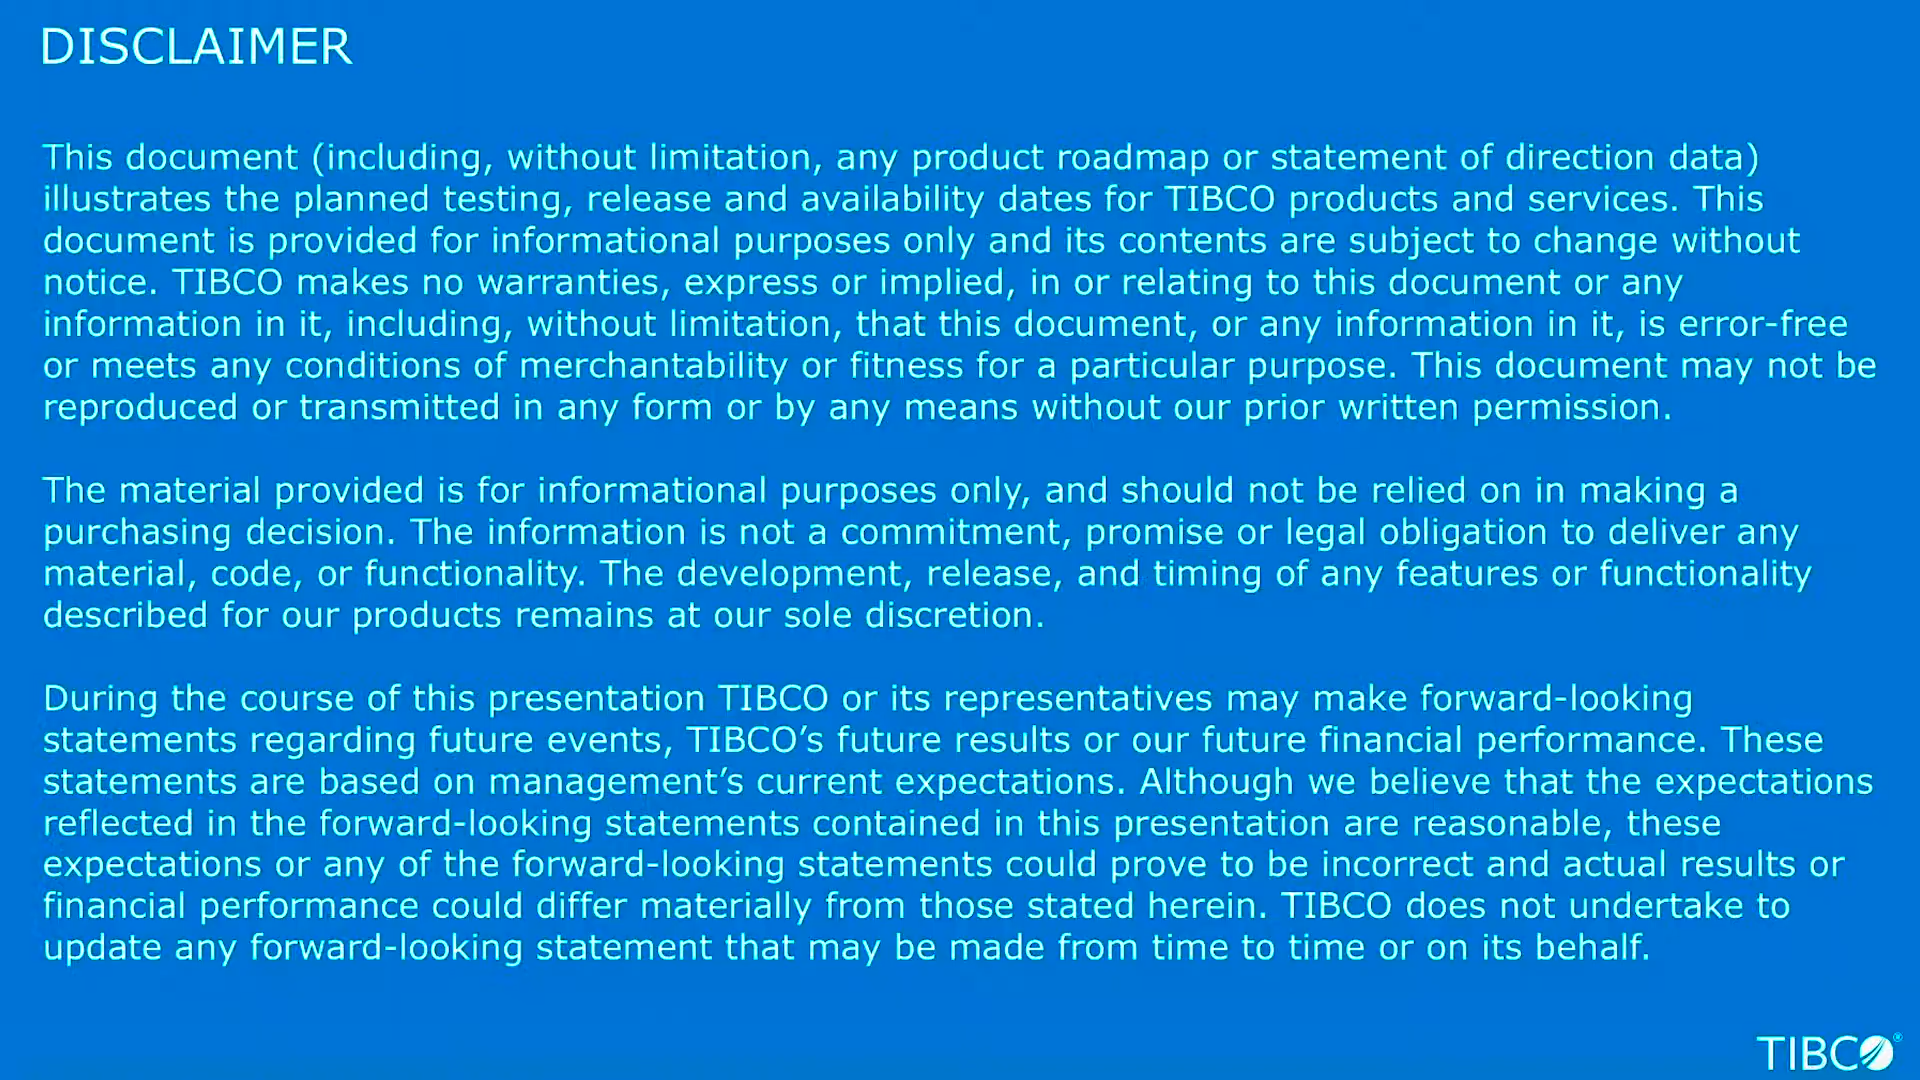 DISCLAIMER
This document (including, without limitation, any product roadmap or statement of direction data)
illustrates the planned testing, release and availability dates for TIBCO products and services. This
document is provided for informational purposes only and its contents are subject to change without
notice. TIBCO makes no warranties, express or implied, in or relating to this document or any
information in it, including, without limitation, that this document, or any information in it, is error-free
or meets any conditions of merchantability or fitness for a particular purpose. This document may not be
reproduced or transmitted in any form or by any means without our prior written permission.
The material provided is for informational purposes only, and should not be relied on in making a
purchasing decision. The information is not a commitment, promise or legal obligation to deliver any
material, code, or functionality. The development, release, and timing of any features or functionality
described for our products remains at our sole discretion.
During the course of this presentation TIBCO or its representatives may make forward-looking
statements regarding future events, TIBCO’s future results or our future financial performance. These
statements are based on management’s current expectations. Although we believe that the expectations
reflected in the forward-looking statements contained in this presentation are reasonable, these
expectations or any of the forward-looking statements could prove to be incorrect and actual results or
financial performance could differ materially from those stated herein. TIBCO does not undertake to
update any forward-looking statement that may be made from time to time or on its behalf.
TIBCO®